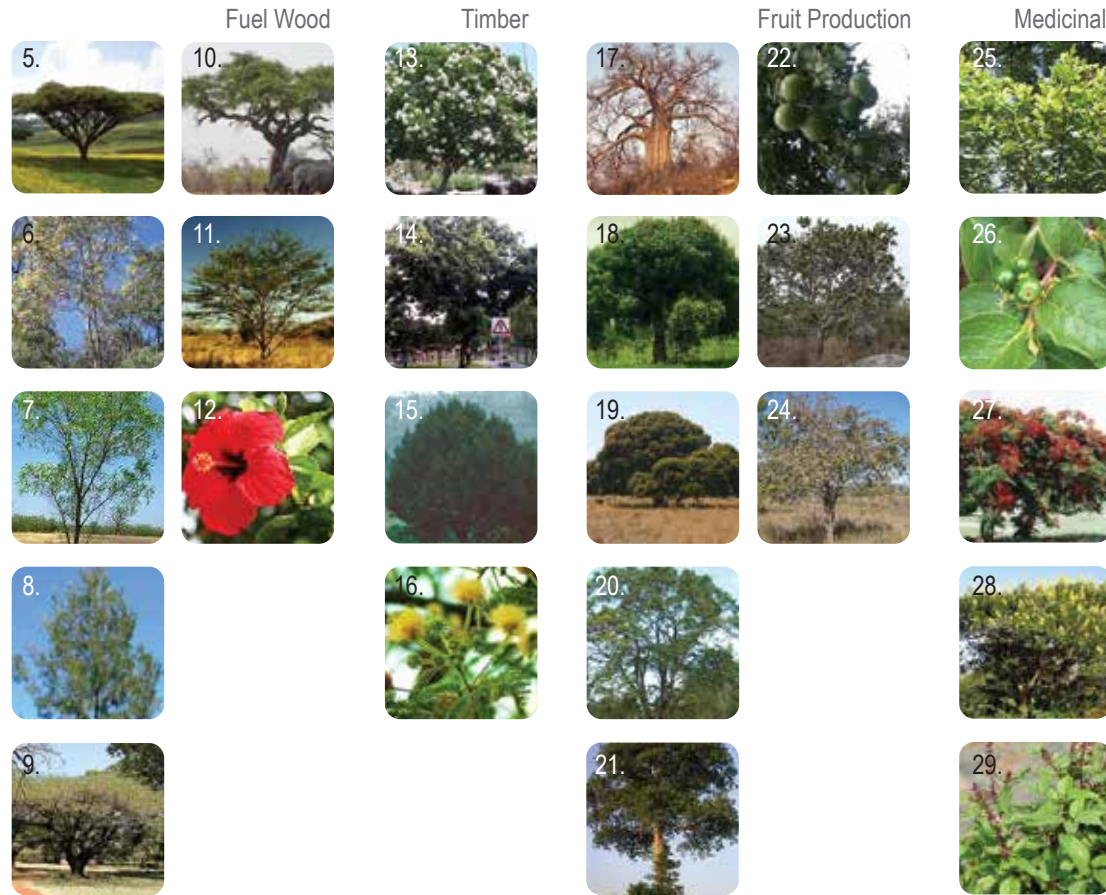 Fuel Wood Timber Fruit Production Medicinal
5. 10. 13. 17. 22. 25.
6. 11. 14. 18. 23. 26.
7. 12. 15. 19. 24. 27.
8. 16. 20. 28.
9. 21. 29.